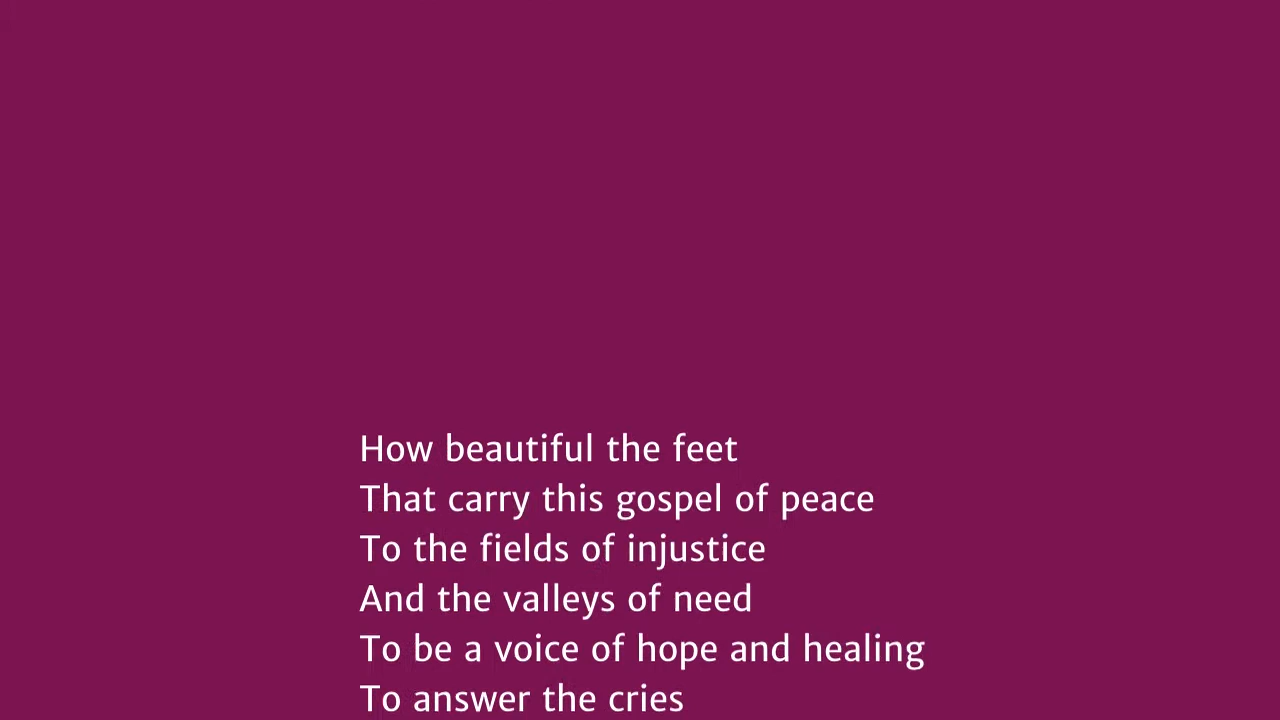 How beautiful the feet
That carry this gospel of peace
To the fields of injustice
And the valleys of need
To be a voice of hope and healing
To answer the cries